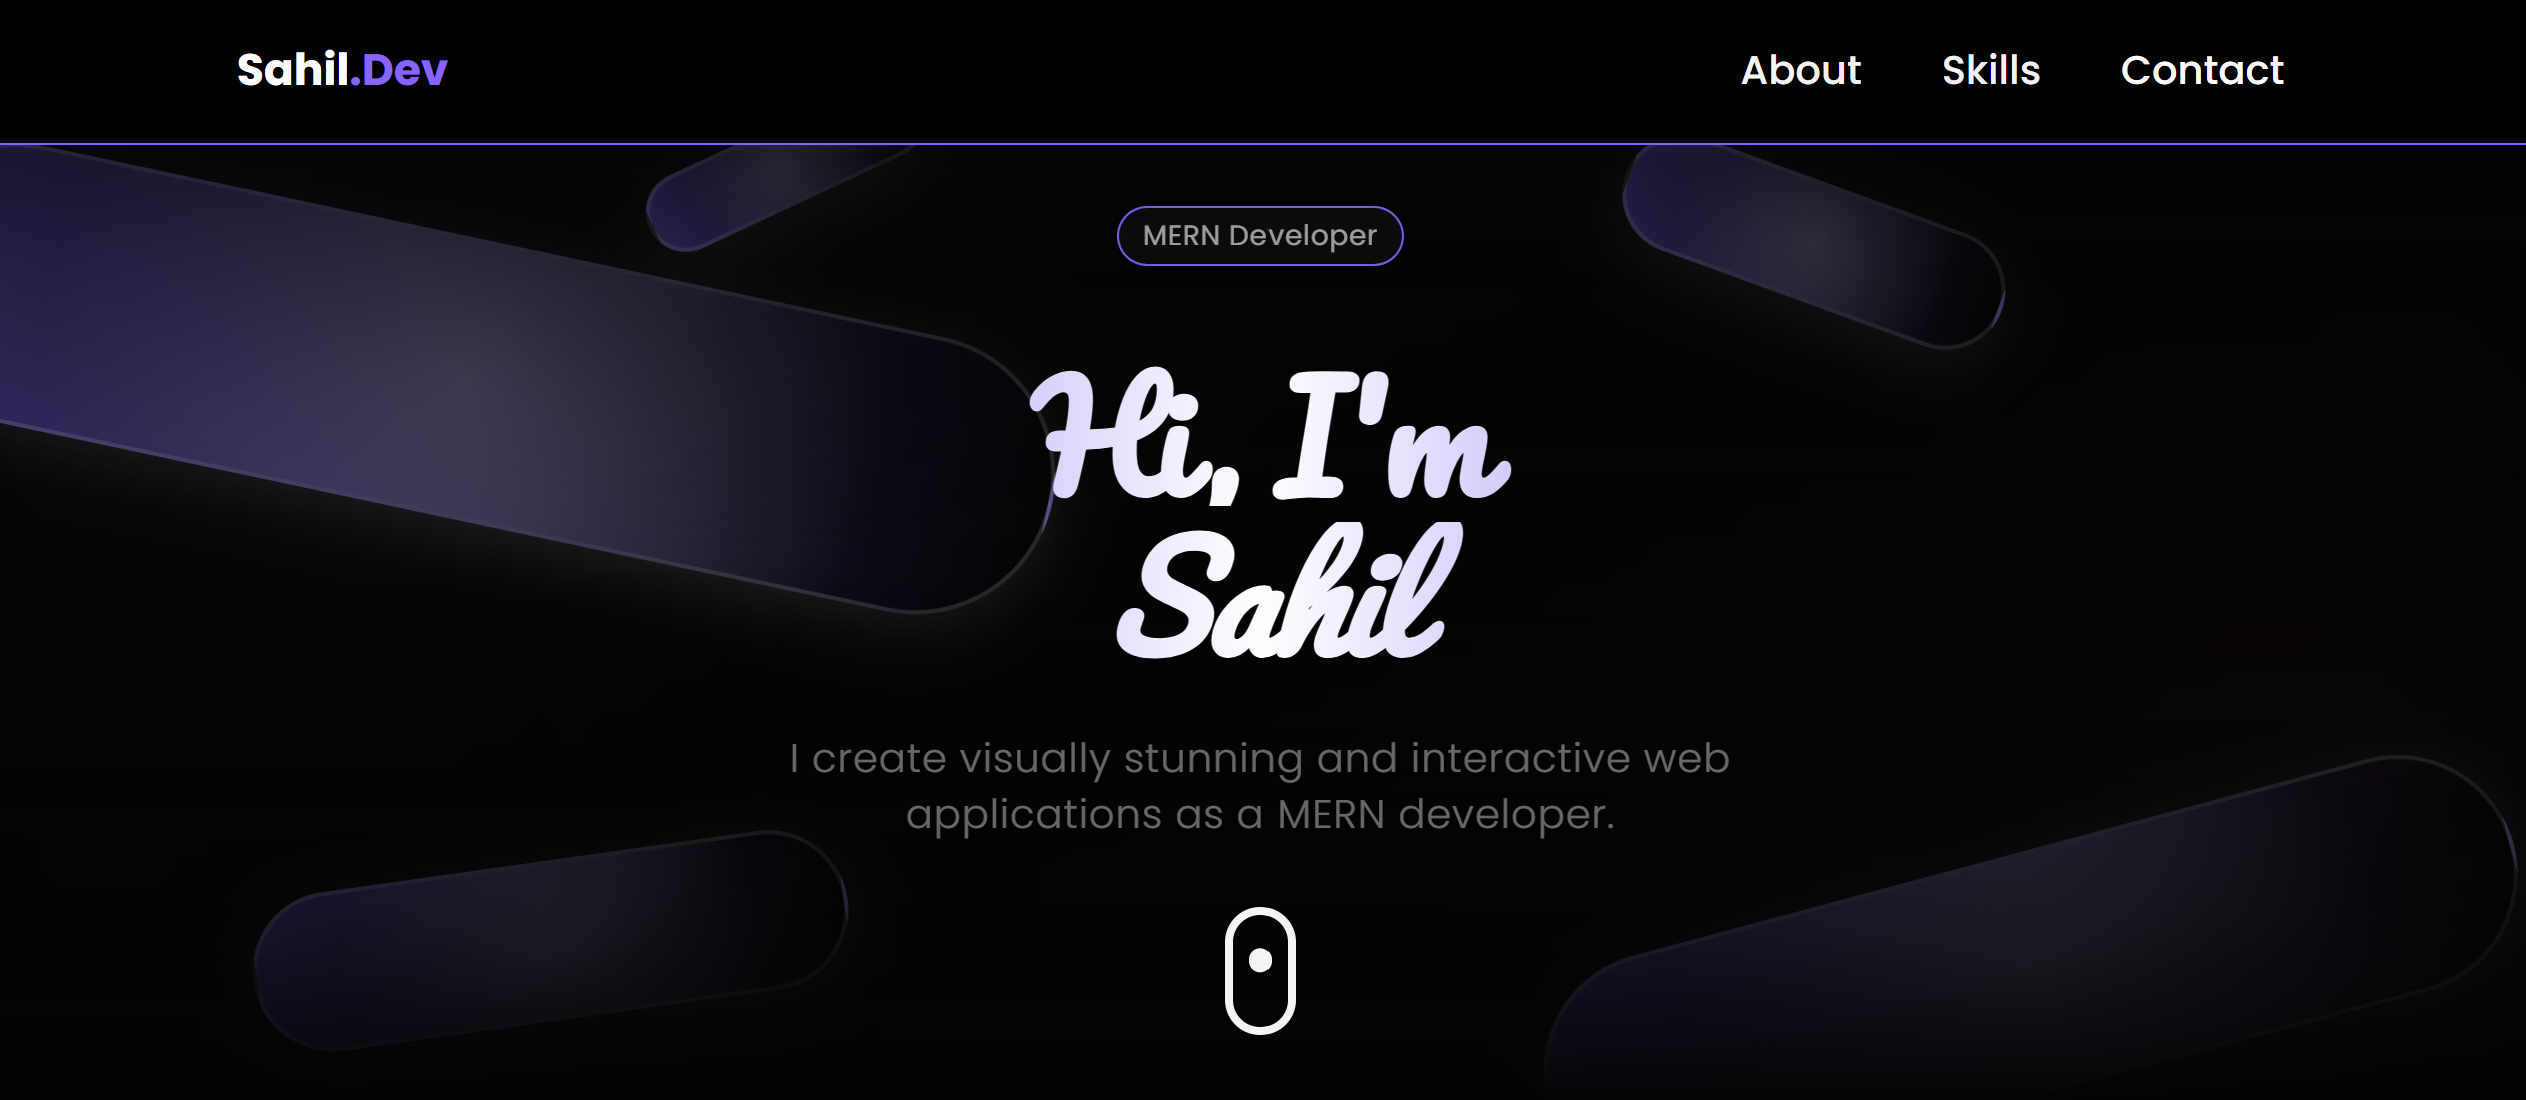 Sahil.Dev
About Skills Contact
MERN Developer
Hi, I'm
Sahil
I create visually stunning and interactive web
applications as a MERN developer.